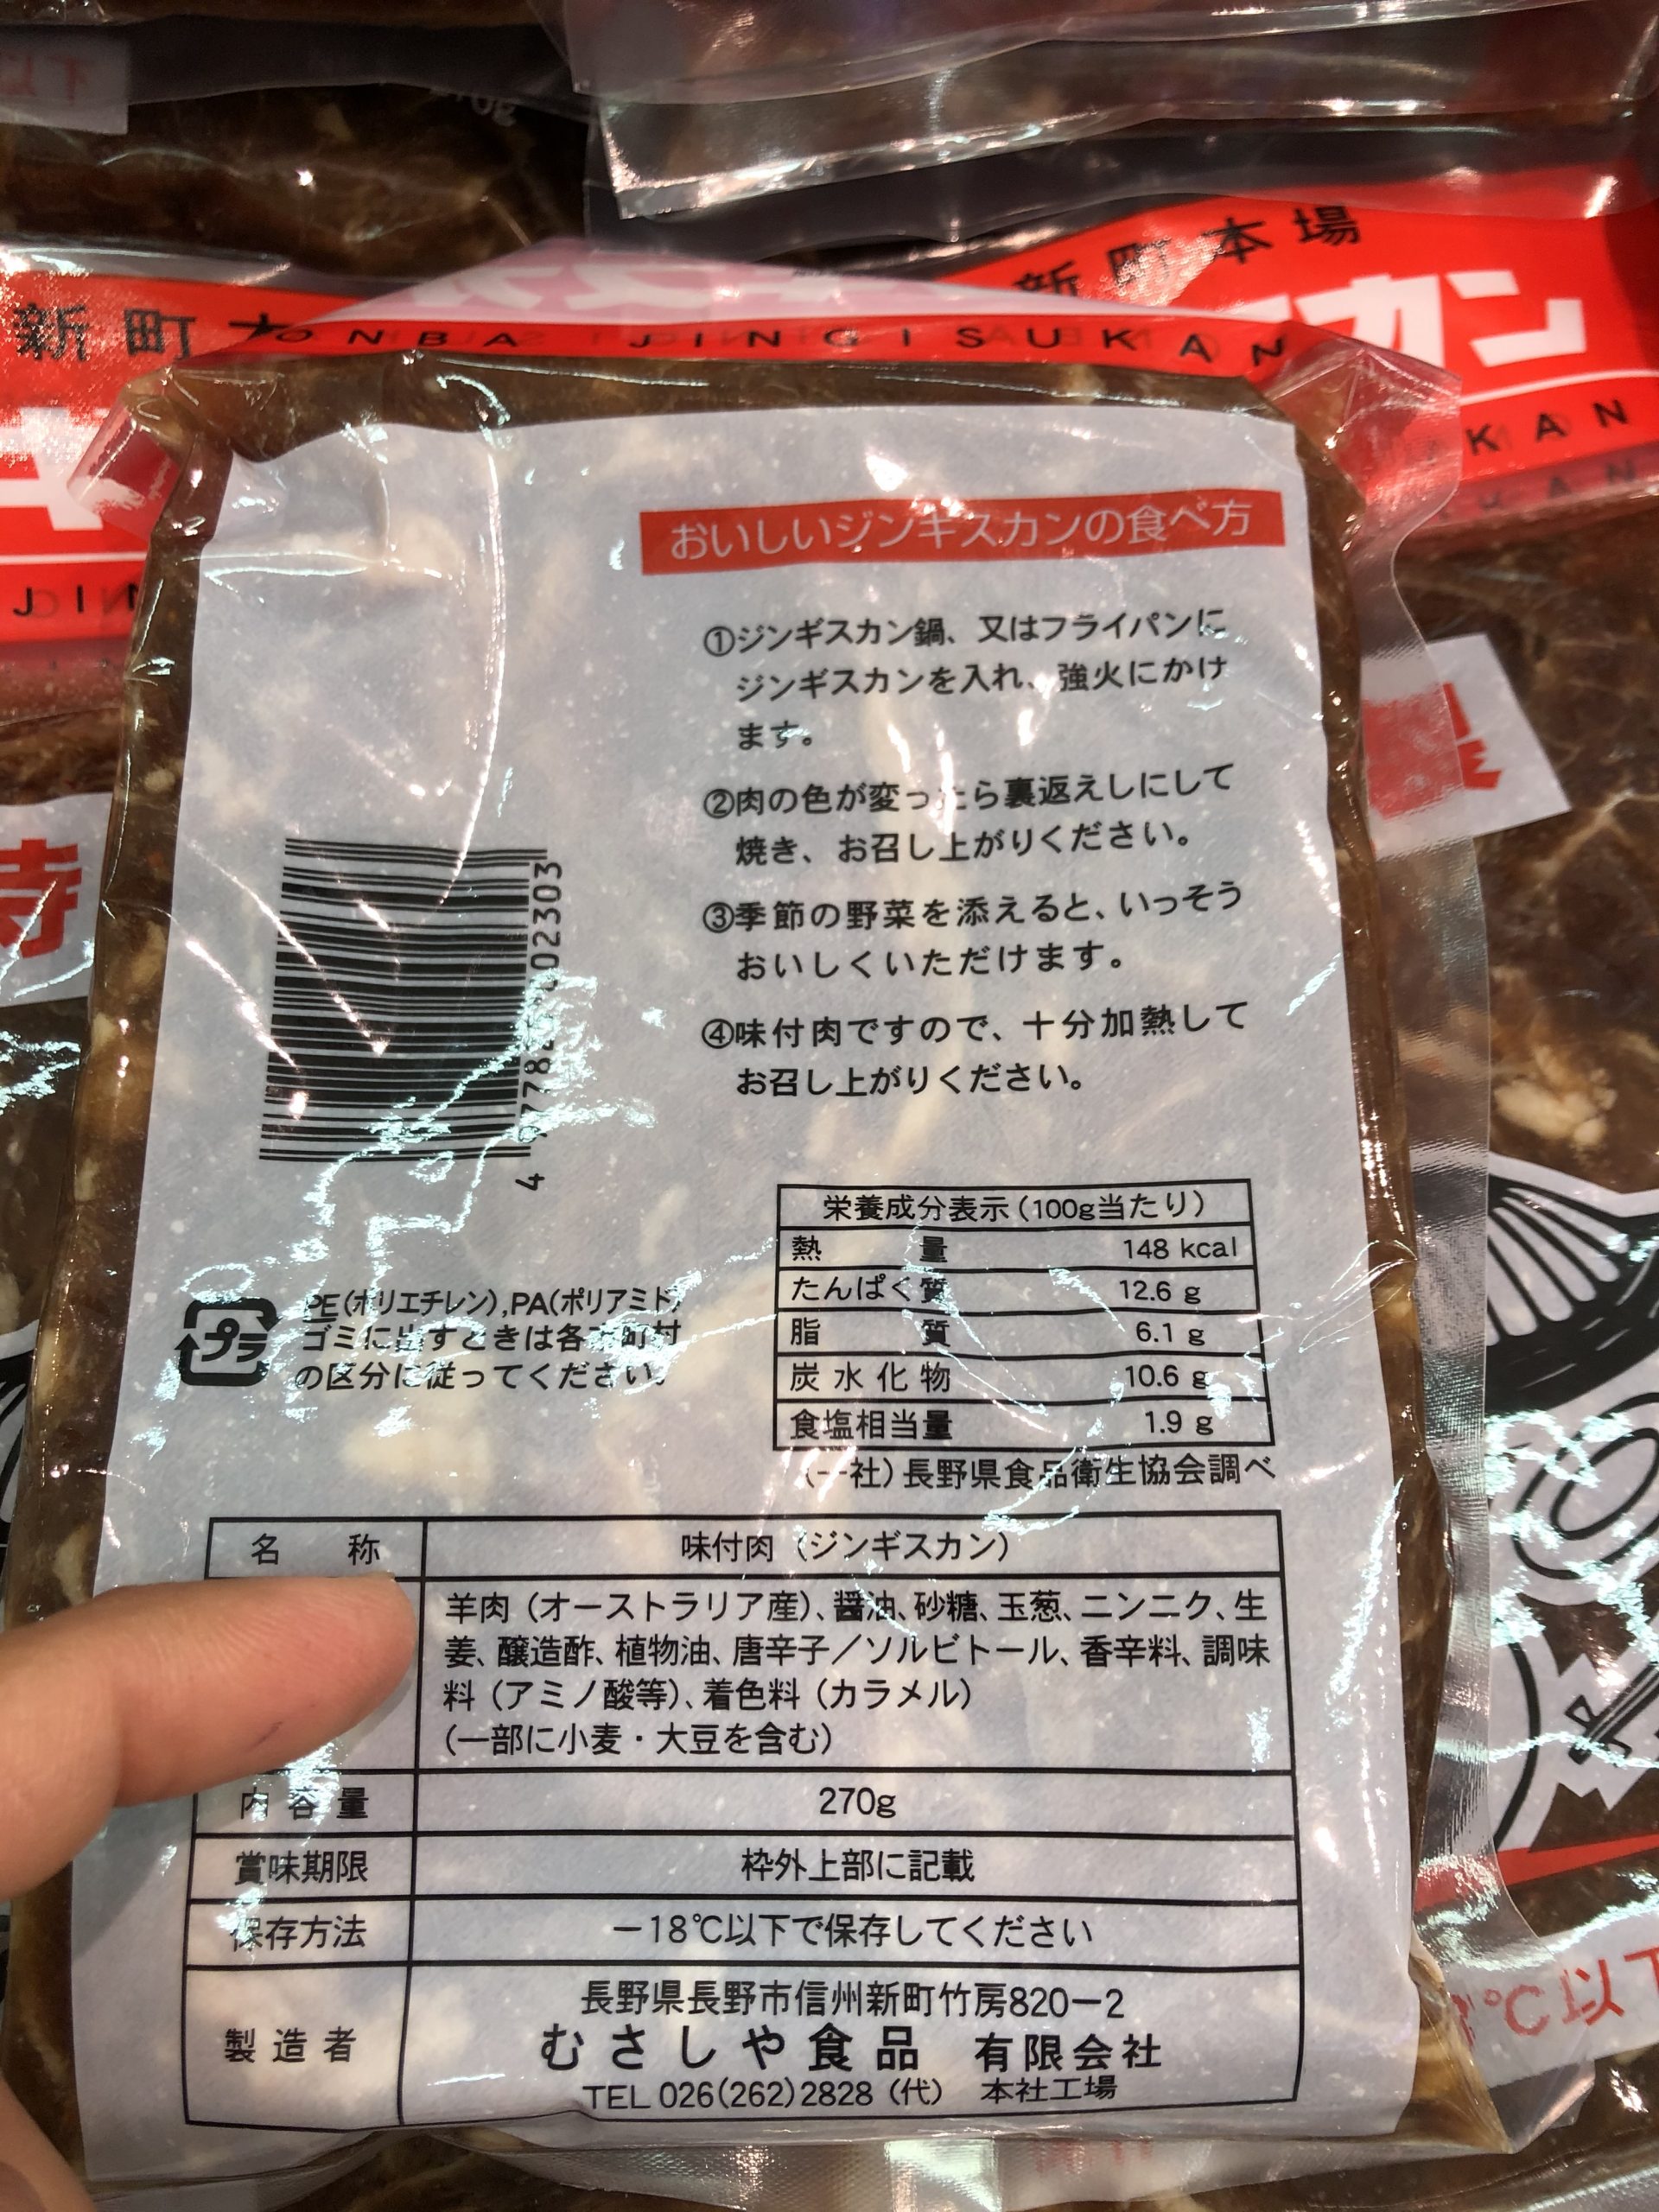 新町本場
カン
KAN
新町本
HONBA JINGISUKAN
JIN
おいしいジンギスカンの食べ方
①ジンギスカン鍋、又はフライパンに
ジンギスカンを入れ、強火にかけ
ます。
②肉の色が変ったら裏返えしにして
焼き、お召し上がりください。
③季節の野菜を添えると、いっそう
おいしくいただけます。
④味付肉ですので、十分加熱して
お召し上がりください。
プラ
PE(ポリエチレン),PA(ポリアミド)
ゴミに出すときは各市町村
の区分に従ってください。
栄養成分表示(100g当たり)
熱量 148 kcal
たんぱく質 12.6 g
脂質 6.1 g
炭水化物 10.6 g
食塩相当量 1.9 g
(一社)長野県食品衛生協会調べ
名称 味付肉(ジンギスカン)
羊肉(オーストラリア産)、醤油、砂糖、玉葱、ニンニク、生
姜、醸造酢、植物油、唐辛子/ソルビトール、香辛料、調味
料(アミノ酸等)、着色料(カラメル)
(一部に小麦・大豆を含む)
内容量 270g
賞味期限 枠外上部に記載
保存方法 −18℃以下で保存してください
製造者 長野県長野市信州新町竹房820−2
むさしや食品 有限会社
TEL 026(262)2828(代) 本社工場
℃以下